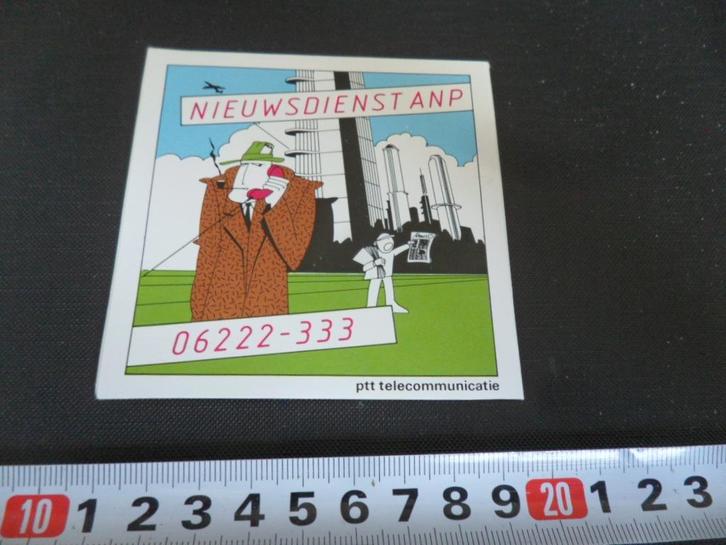 NIEUWSDIENST ANP
06222-333
ptt telecommunicatie
10 1 2 3 4 5 6 7 8 9 20 1 2 3